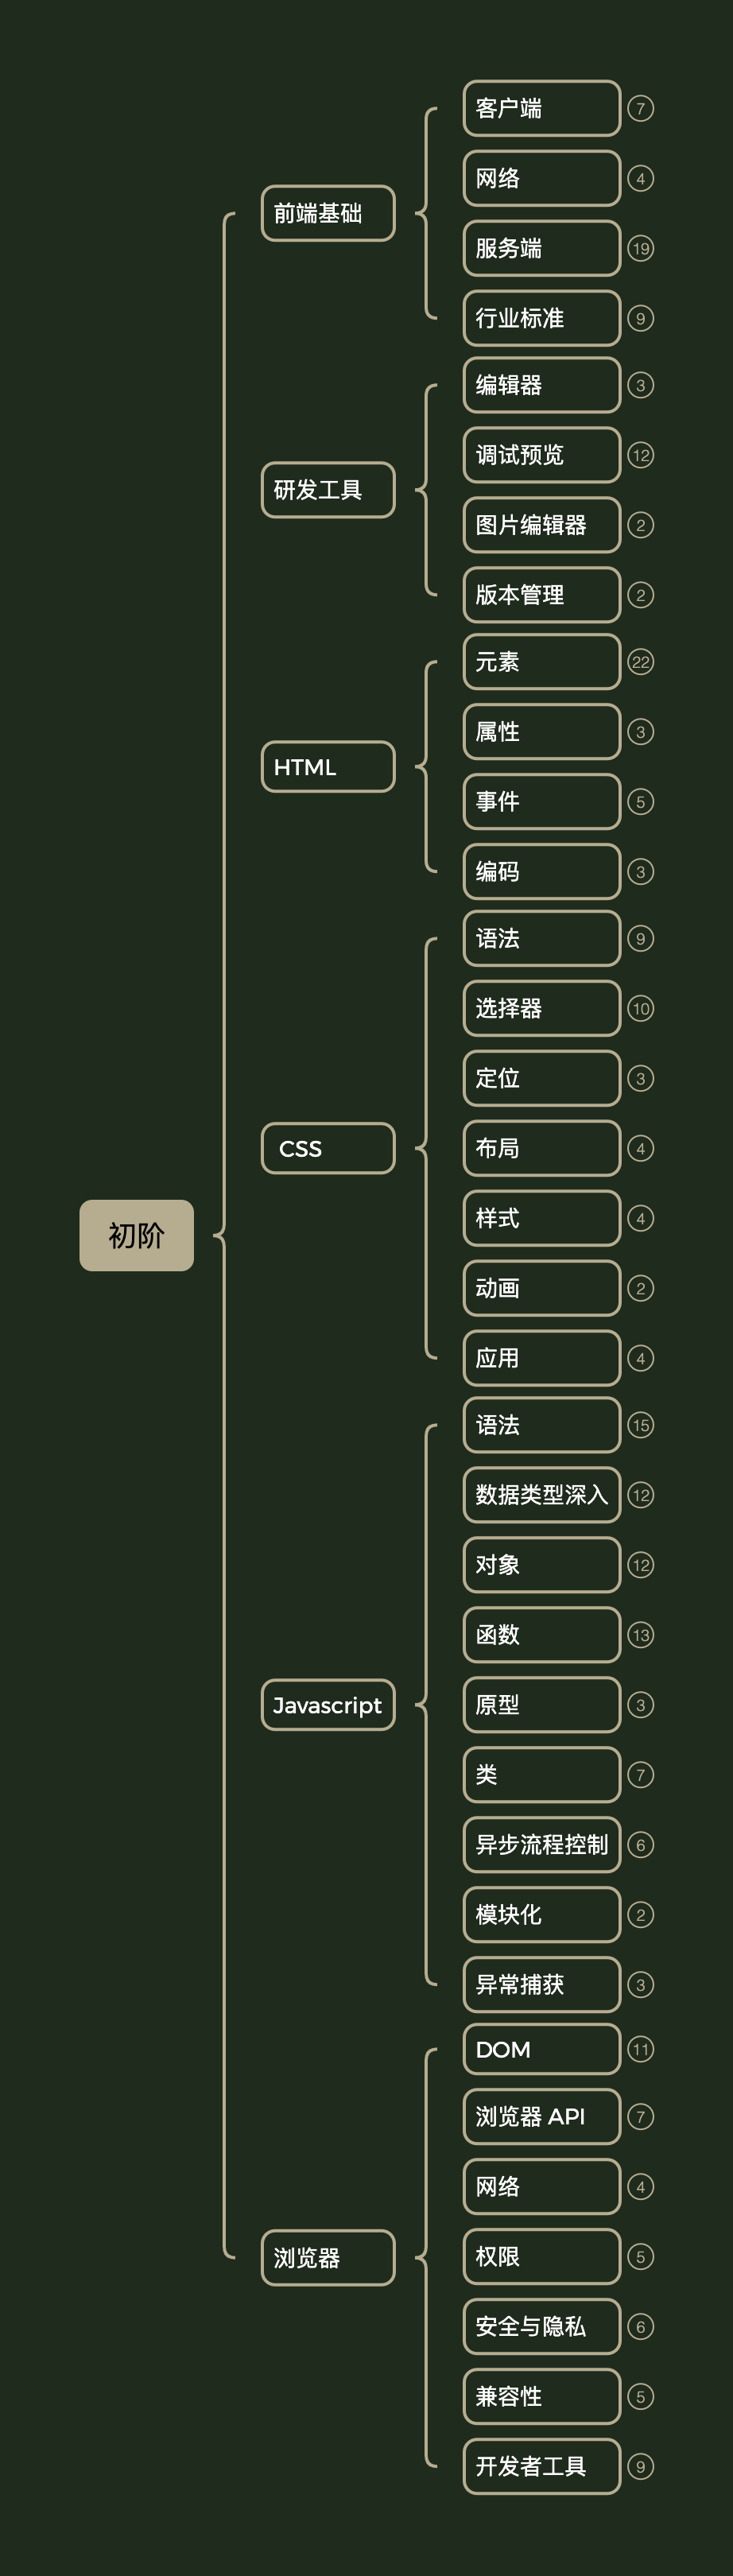 初阶
前端基础
客户端 7
网络 4
服务端 19
行业标准 9
研发工具
编辑器 3
调试预览 12
图片编辑器 2
版本管理 2
HTML
元素 22
属性 3
事件 5
编码 3
CSS
语法 9
选择器 10
定位 3
布局 4
样式 4
动画 2
应用 4
Javascript
语法 15
数据类型深入 12
对象 12
函数 13
原型 3
类 7
异步流程控制 6
模块化 2
异常捕获 3
浏览器
DOM 11
浏览器 API 7
网络 4
权限 5
安全与隐私 6
兼容性 5
开发者工具 9